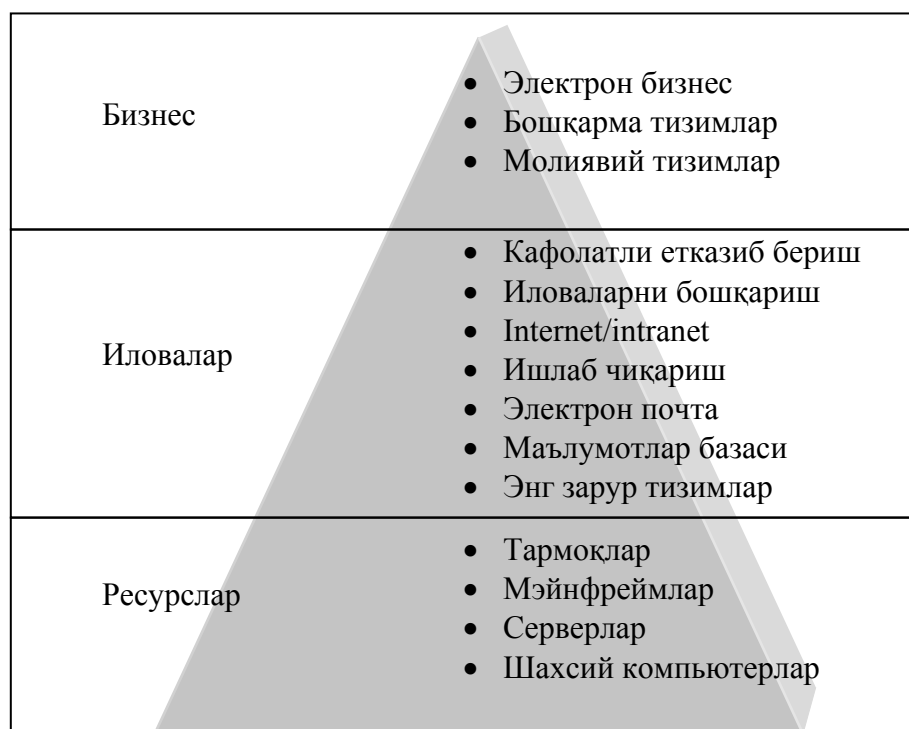 Бизнес
• Электрон бизнес
• Бошқарма тизимлар
• Молиявий тизимлар
Иловалар
• Кафолатли етказиб бериш
• Иловаларни бошқариш
• Internet/intranet
• Ишлаб чиқариш
• Электрон почта
• Маълумотлар базаси
• Энг зарур тизимлар
Ресурслар
• Тармоқлар
• Мэйнфреймлар
• Серверлар
• Шахсий компьютерлар